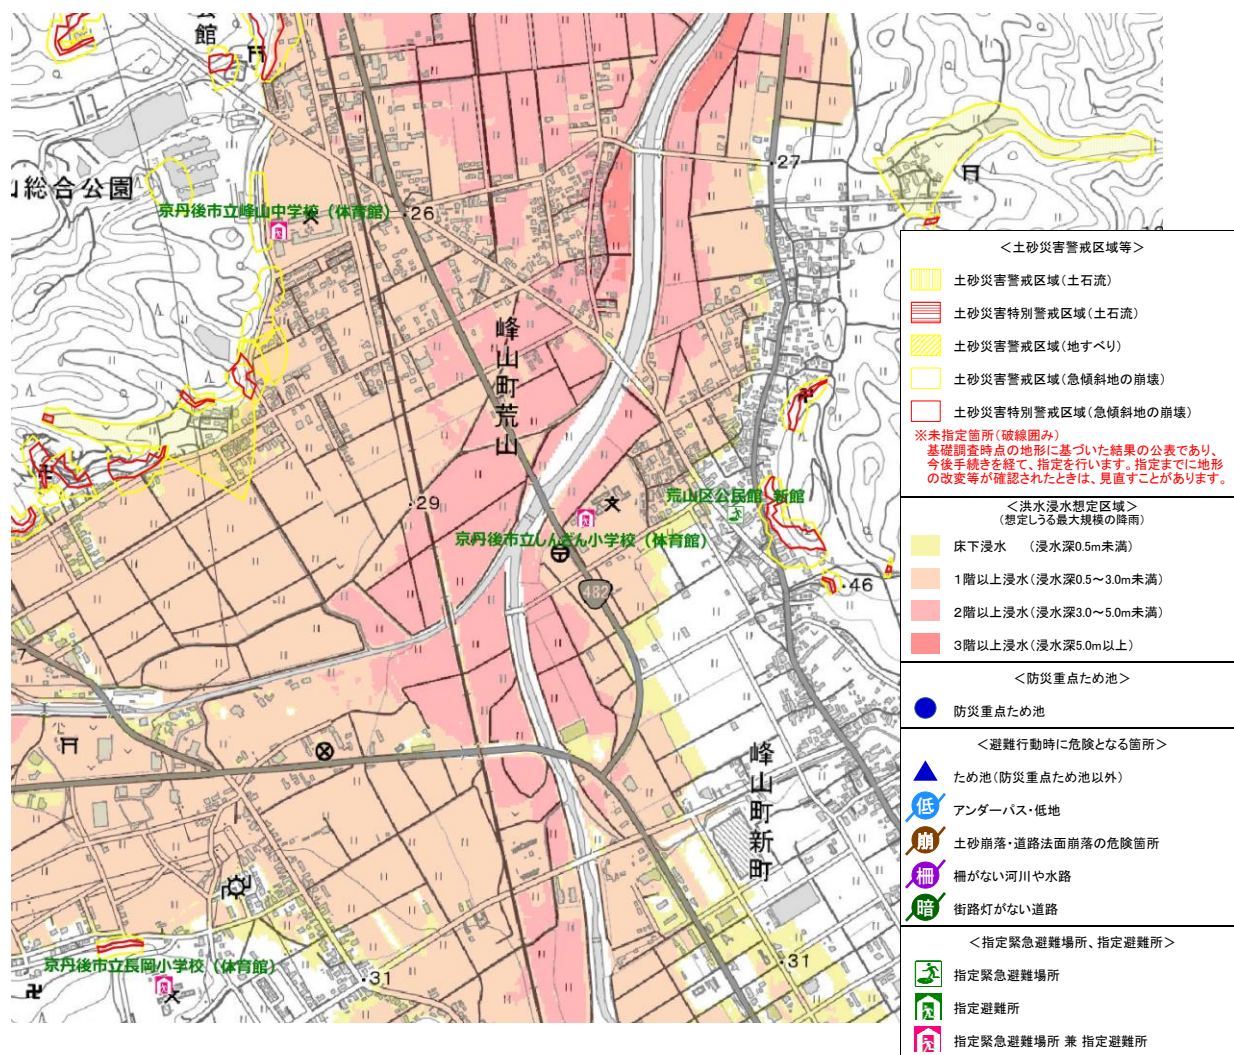 公
館
山総合公園
京丹後市立峰山中学校（体育館）
26
27
峰山町荒山
29
荒山区公民館 新館
京丹後市立しんざん小学校（体育館）
482
46
峰山町新町
京丹後市立長岡小学校（体育館）
31
31
＜土砂災害警戒区域等＞
土砂災害警戒区域（土石流）
土砂災害特別警戒区域（土石流）
土砂災害警戒区域（地すべり）
土砂災害警戒区域（急傾斜地の崩壊）
土砂災害特別警戒区域（急傾斜地の崩壊）
※未指定箇所（破線囲み）
基礎調査時点の地形に基づいた結果の公表であり、
今後手続きを経て、指定を行います。指定までに地形
の改変等が確認されたときは、見直すことがあります。
＜洪水浸水想定区域＞
（想定しうる最大規模の降雨）
床下浸水　（浸水深0.5m未満）
1階以上浸水（浸水深0.5～3.0m未満）
2階以上浸水（浸水深3.0～5.0m未満）
3階以上浸水（浸水深5.0m以上）
＜防災重点ため池＞
防災重点ため池
＜避難行動時に危険となる箇所＞
ため池（防災重点ため池以外）
低 アンダーパス・低地
崩 土砂崩落・道路法面崩落の危険箇所
柵 柵がない河川や水路
暗 街路灯がない道路
＜指定緊急避難場所、指定避難所＞
指定緊急避難場所
指定避難所
指定緊急避難場所 兼 指定避難所